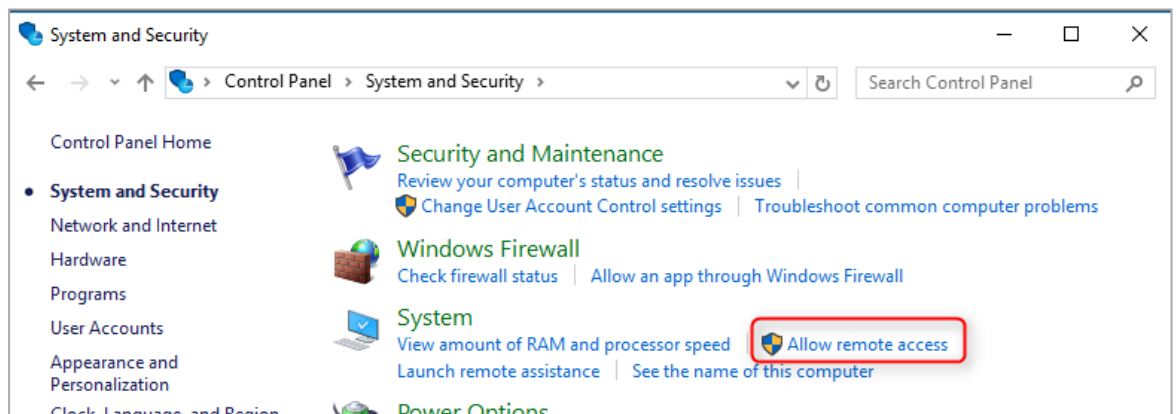 System and Security
Control Panel > System and Security >
Search Control Panel
Control Panel Home
System and Security
Network and Internet
Hardware
Programs
User Accounts
Appearance and
Personalization
Clock, Language, and Region
Security and Maintenance
Review your computer's status and resolve issues
Change User Account Control settings
Troubleshoot common computer problems
Windows Firewall
Check firewall status
Allow an app through Windows Firewall
System
View amount of RAM and processor speed
Allow remote access
Launch remote assistance
See the name of this computer
Power Options